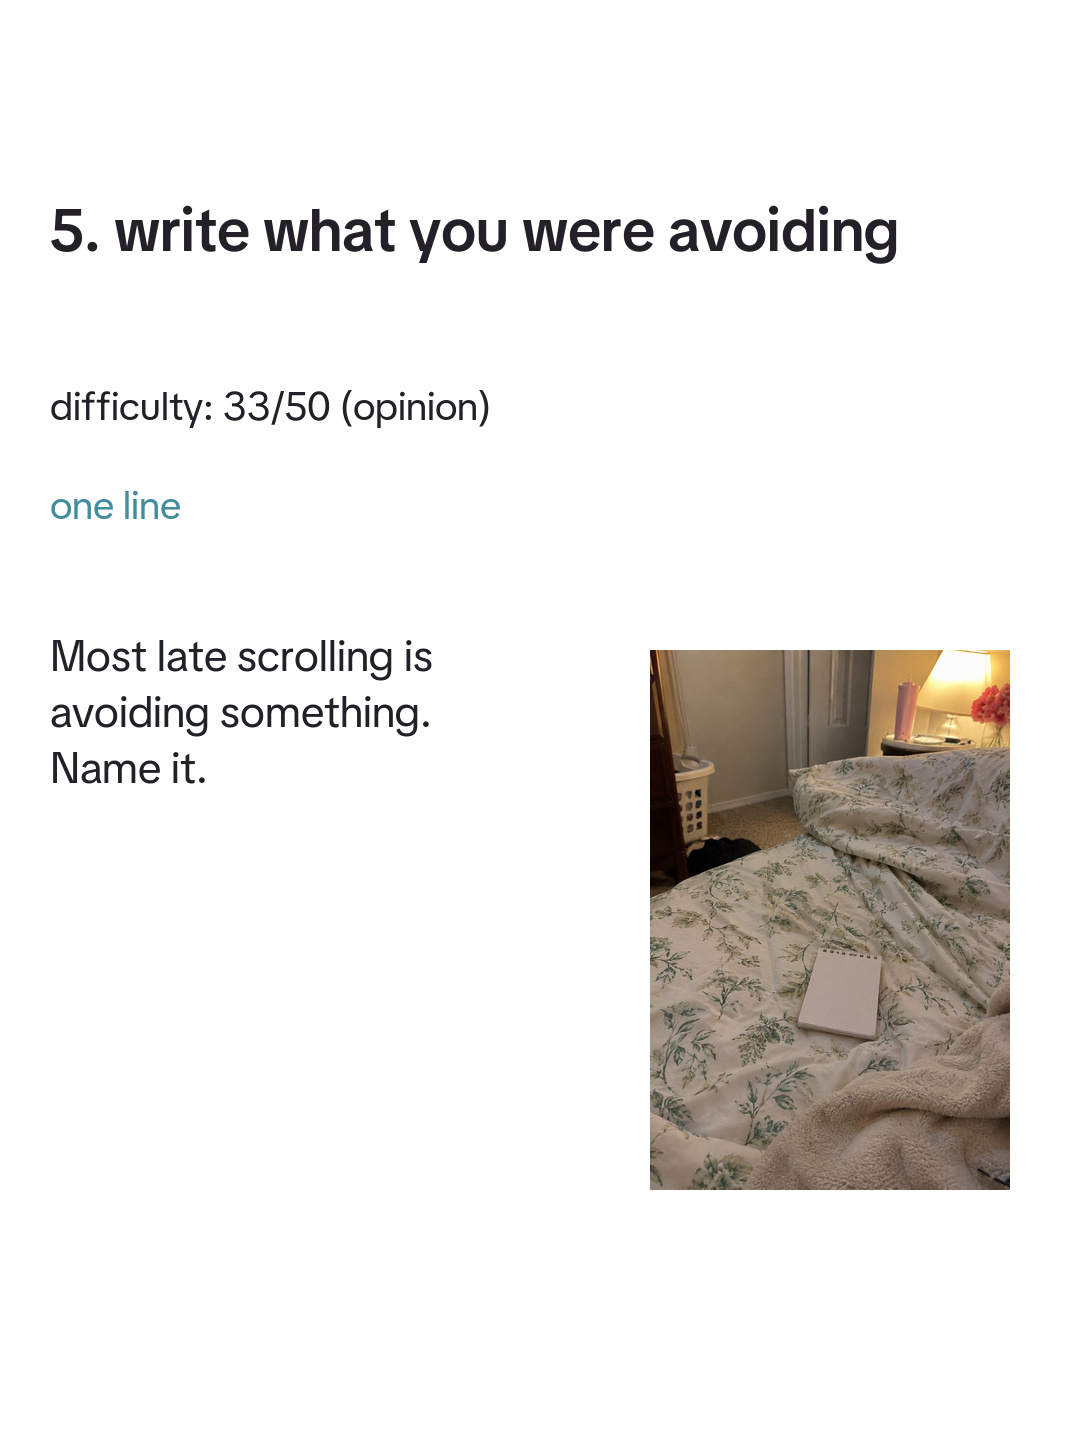 5. write what you were avoiding
difficulty: 33/50 (opinion)
one line
Most late scrolling is
avoiding something.
Name it.